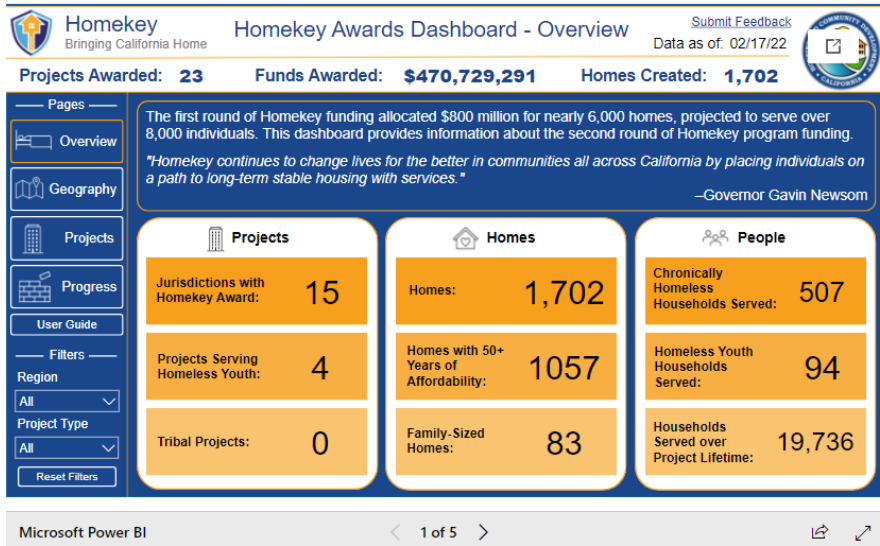 Homekey
Bringing California Home
Homekey Awards Dashboard - Overview
Submit Feedback
Data as of: 02/17/22
Projects Awarded: 23
Funds Awarded: $470,729,291
Homes Created: 1,702
Pages
Overview
Geography
Projects
Progress
User Guide
Filters
Region
All
Project Type
All
Reset Filters
The first round of Homekey funding allocated $800 million for nearly 6,000 homes, projected to serve over
8,000 individuals. This dashboard provides information about the second round of Homekey program funding.
"Homekey continues to change lives for the better in communities all across California by placing individuals on
a path to long-term stable housing with services."
–Governor Gavin Newsom
Projects
Jurisdictions with
Homekey Award:
15
Projects Serving
Homeless Youth:
4
Tribal Projects:
0
Homes
Homes:
1,702
Homes with 50+
Years of
Affordability:
1057
Family-Sized
Homes:
83
People
Chronically
Homeless
Households Served:
507
Homeless Youth
Households
Served:
94
Households
Served over
Project Lifetime:
19,736
Microsoft Power BI
1 of 5